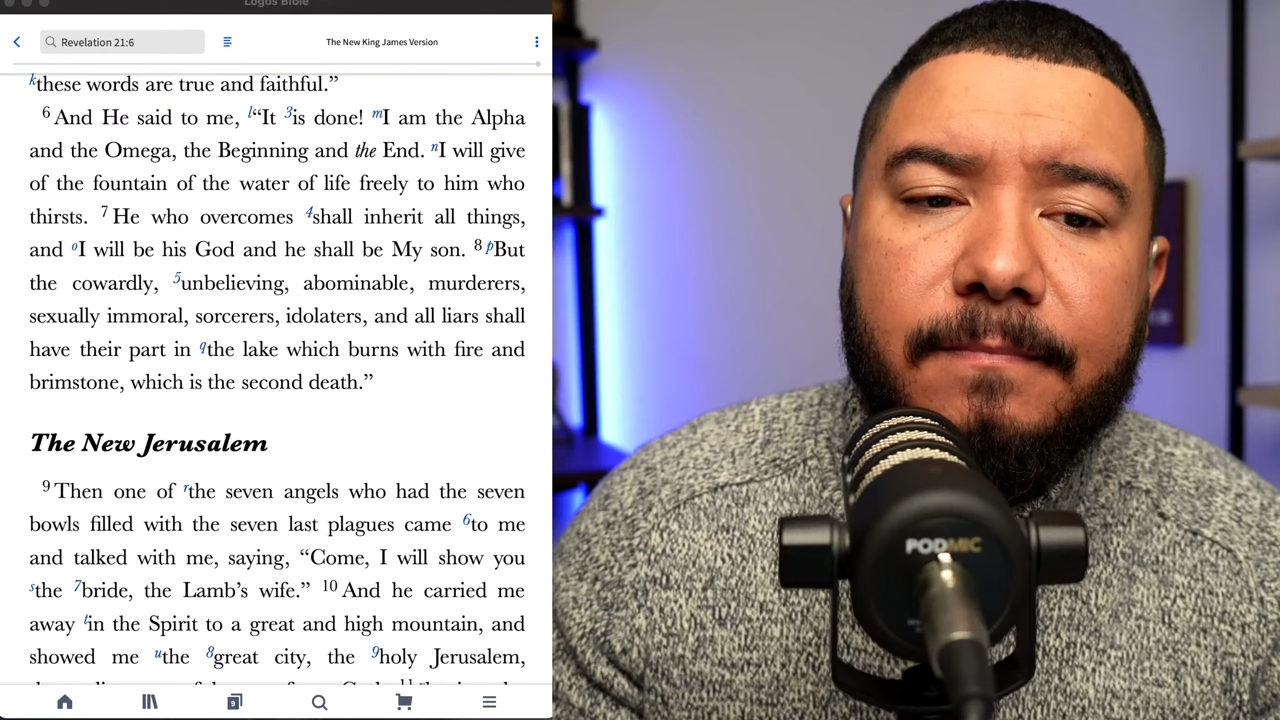 Logos Bible
Revelation 21:6
The New King James Version
k these words are true and faithful.”
6 And He said to me, l “It 3 is done! m I am the Alpha
and the Omega, the Beginning and the End. n I will give
of the fountain of the water of life freely to him who
thirsts. 7 He who overcomes 4 shall inherit all things,
and o I will be his God and he shall be My son. 8 p But
the cowardly, 5 unbelieving, abominable, murderers,
sexually immoral, sorcerers, idolaters, and all liars shall
have their part in q the lake which burns with fire and
brimstone, which is the second death.”
The New Jerusalem
9 Then one of r the seven angels who had the seven
bowls filled with the seven last plagues came 6 to me
and talked with me, saying, “Come, I will show you
s the 7 bride, the Lamb’s wife.” 10 And he carried me
away t in the Spirit to a great and high mountain, and
showed me u the 8 great city, the 9 holy Jerusalem,
9
PODMIC